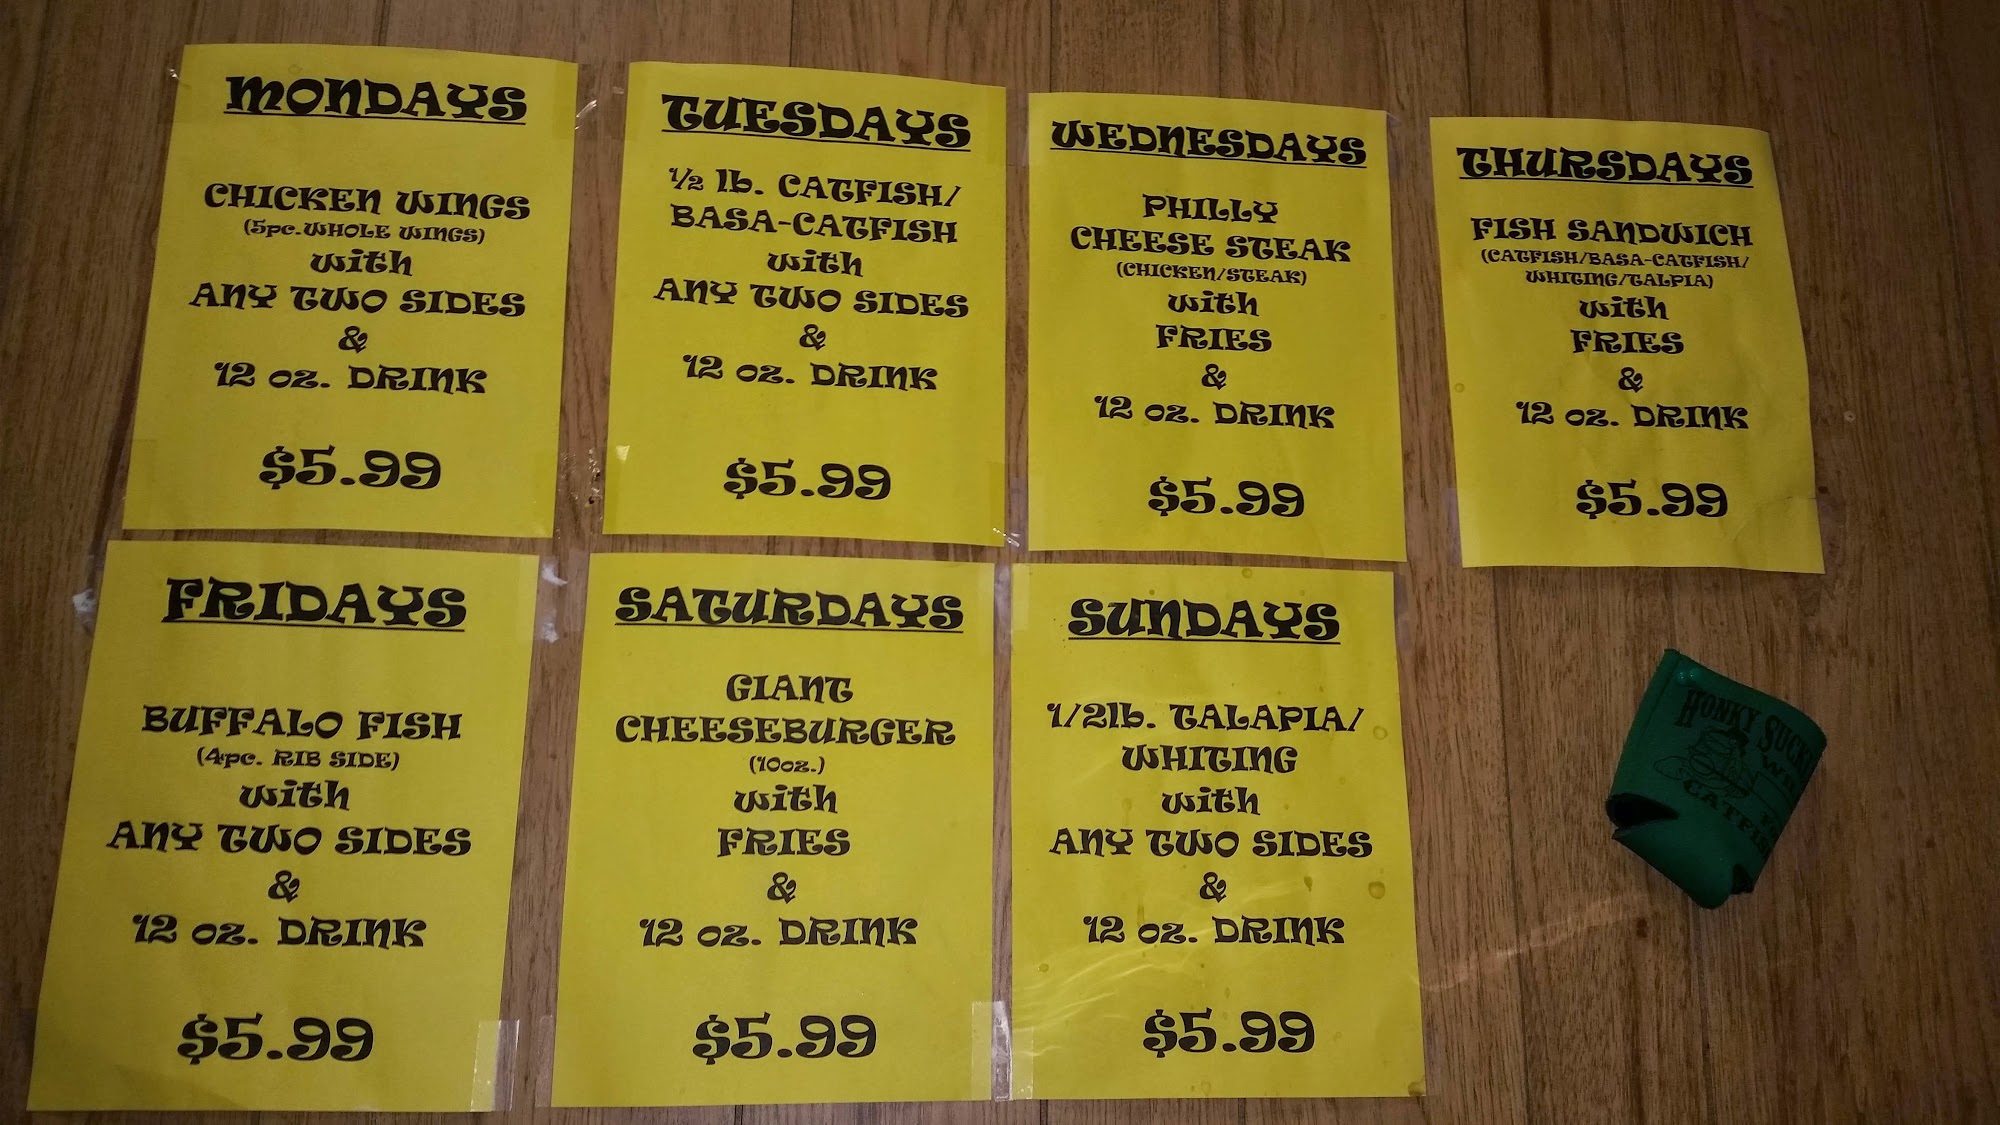 MONDAYS
CHICKEN WINGS
(5pc. WHOLE WINGS)
with
ANY TWO SIDES
&
12 oz. DRINK
$5.99
TUESDAYS
½ lb. CATFISH/
BASA-CATFISH
with
ANY TWO SIDES
&
12 oz. DRINK
$5.99
WEDNESDAYS
PHILLY
CHEESE STEAK
(CHICKEN/STEAK)
with
FRIES
&
12 oz. DRINK
$5.99
THURSDAYS
FISH SANDWICH
(CATFISH/BASA-CATFISH/
WHITING/TALPIA)
with
FRIES
&
12 oz. DRINK
$5.99
FRIDAYS
BUFFALO FISH
(4pc. RIB SIDE)
with
ANY TWO SIDES
&
12 oz. DRINK
$5.99
SATURDAYS
GIANT
CHEESEBURGER
(10oz.)
with
FRIES
&
12 oz. DRINK
$5.99
SUNDAYS
1/2lb. TALAPIA/
WHITING
with
ANY TWO SIDES
&
12 oz. DRINK
$5.99
HONKY